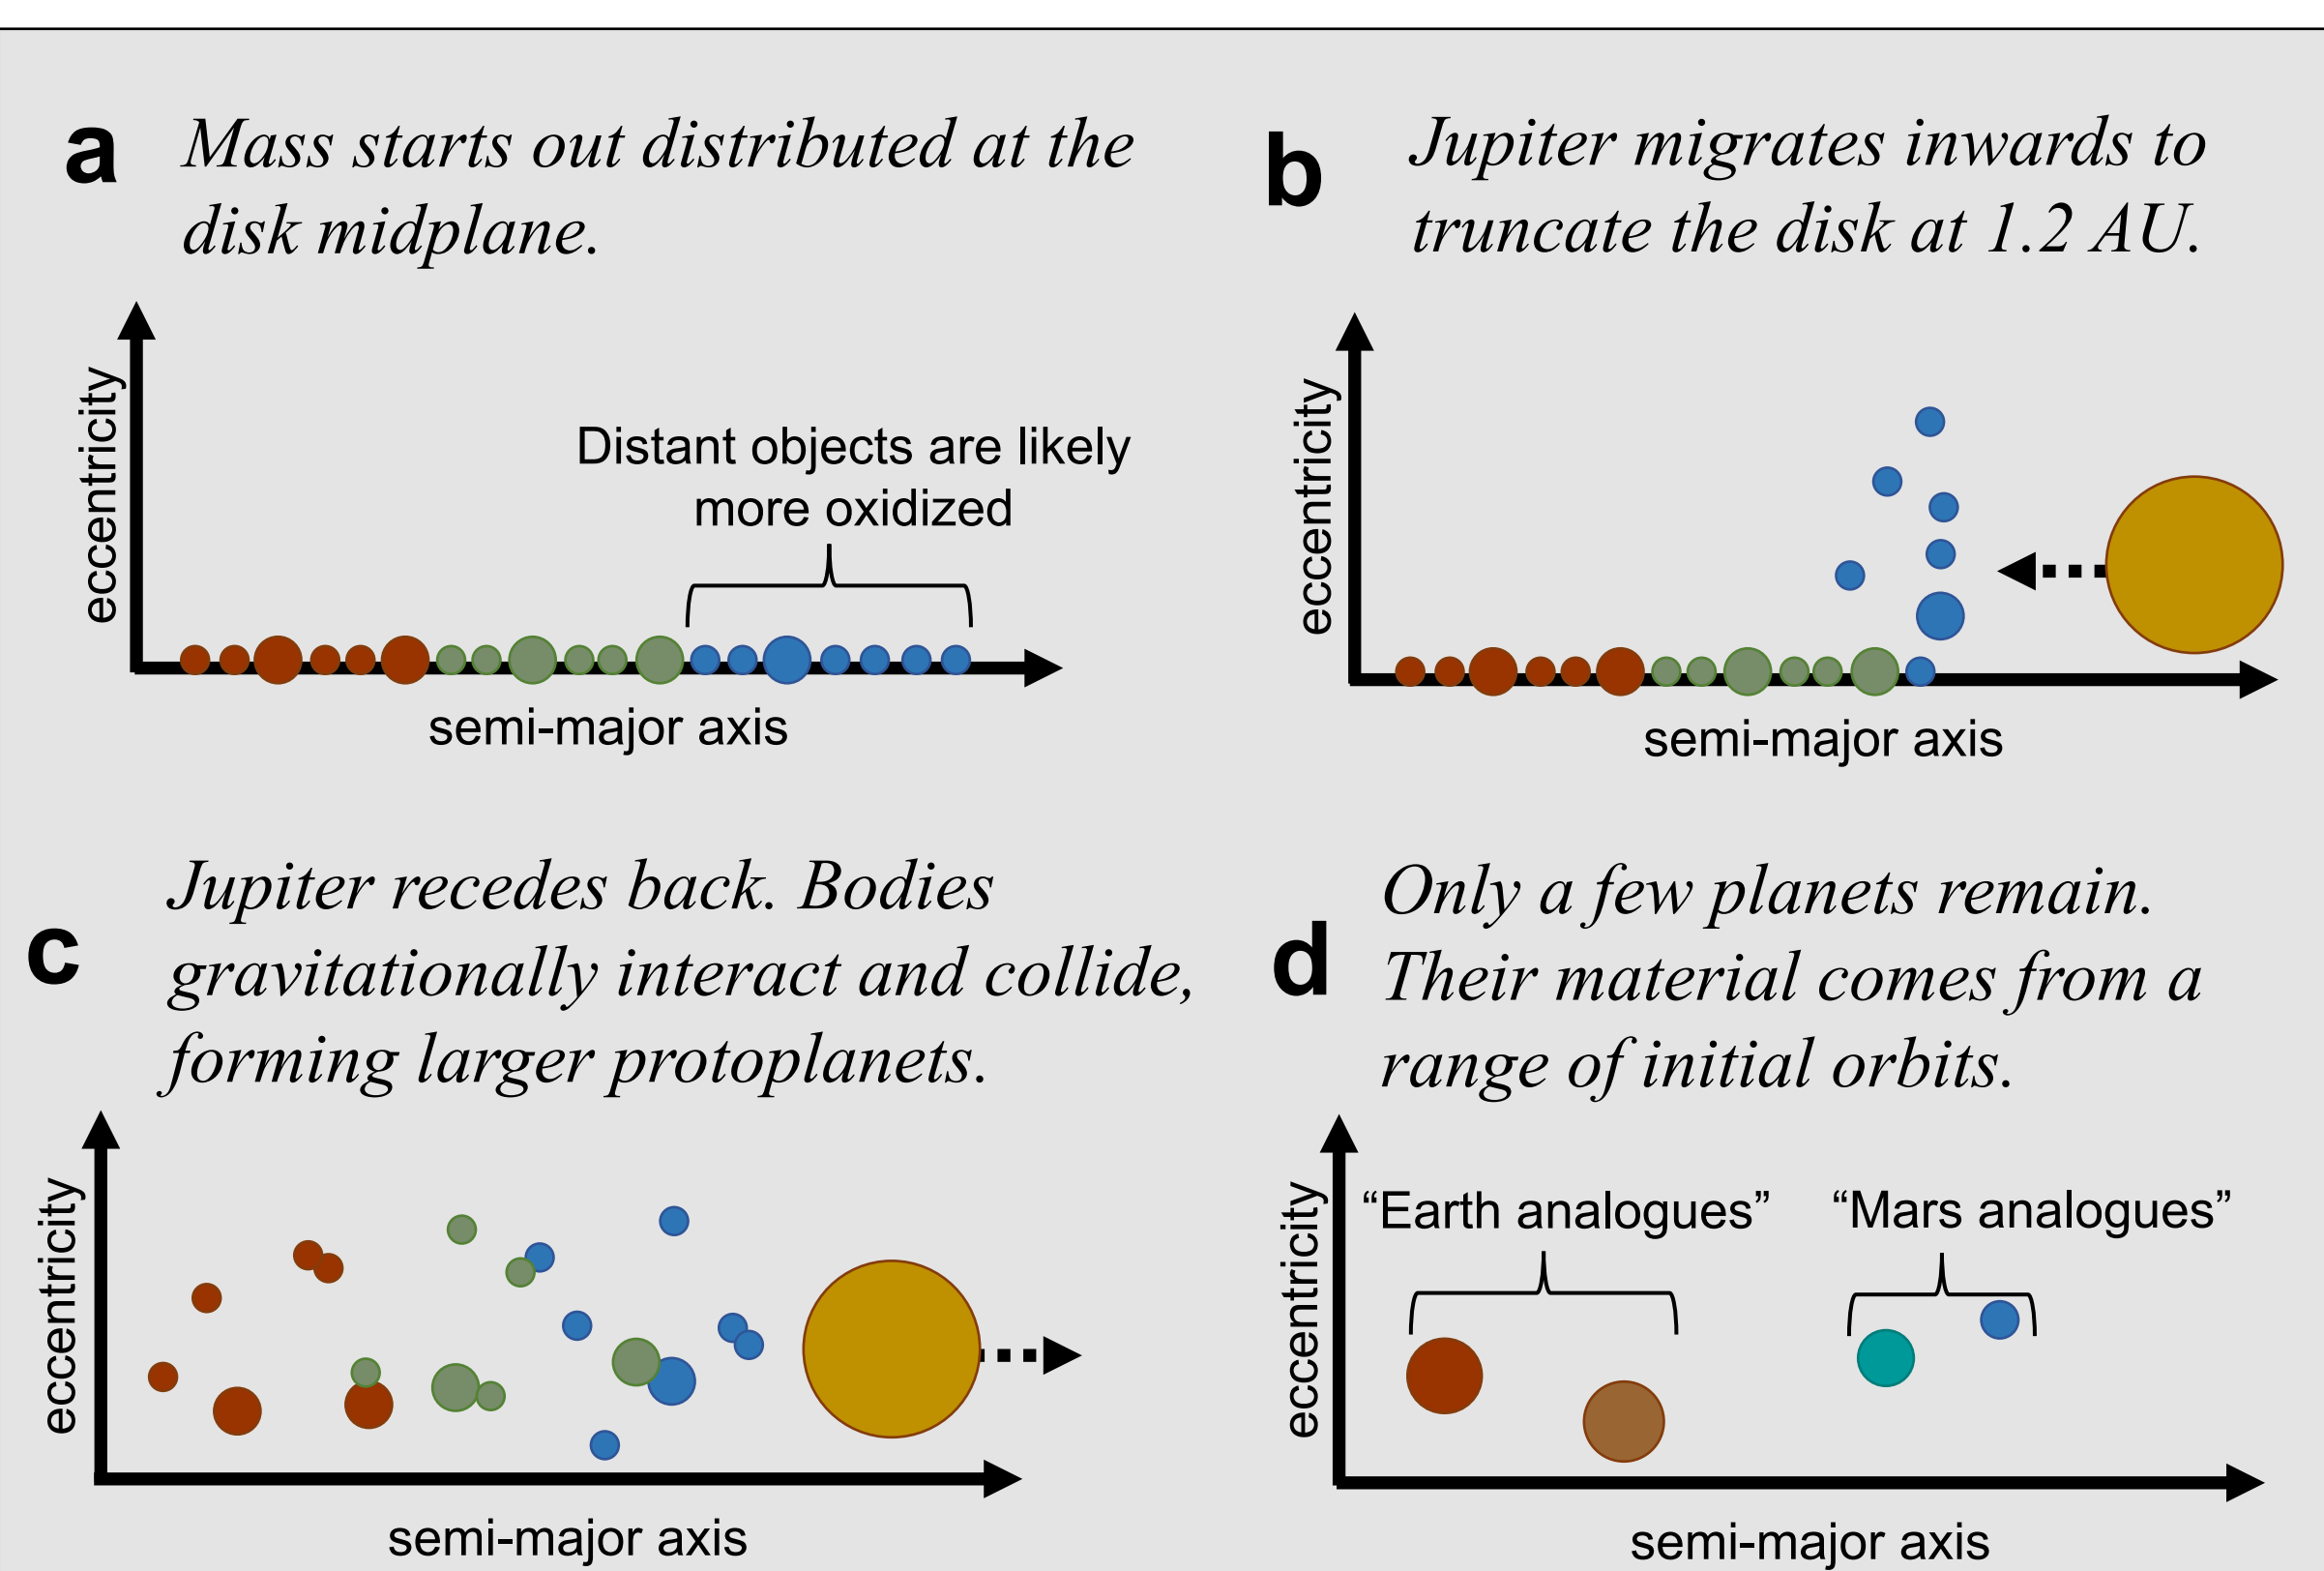 a
Mass starts out distributed at the
disk midplane.
eccentricity
Distant objects are likely
more oxidized
semi-major axis
b
Jupiter migrates inwards to
truncate the disk at 1.2 AU.
eccentricity
semi-major axis
c
Jupiter recedes back. Bodies
gravitationally interact and collide,
forming larger protoplanets.
eccentricity
semi-major axis
d
Only a few planets remain.
Their material comes from a
range of initial orbits.
eccentricity
“Earth analogues”
“Mars analogues”
semi-major axis